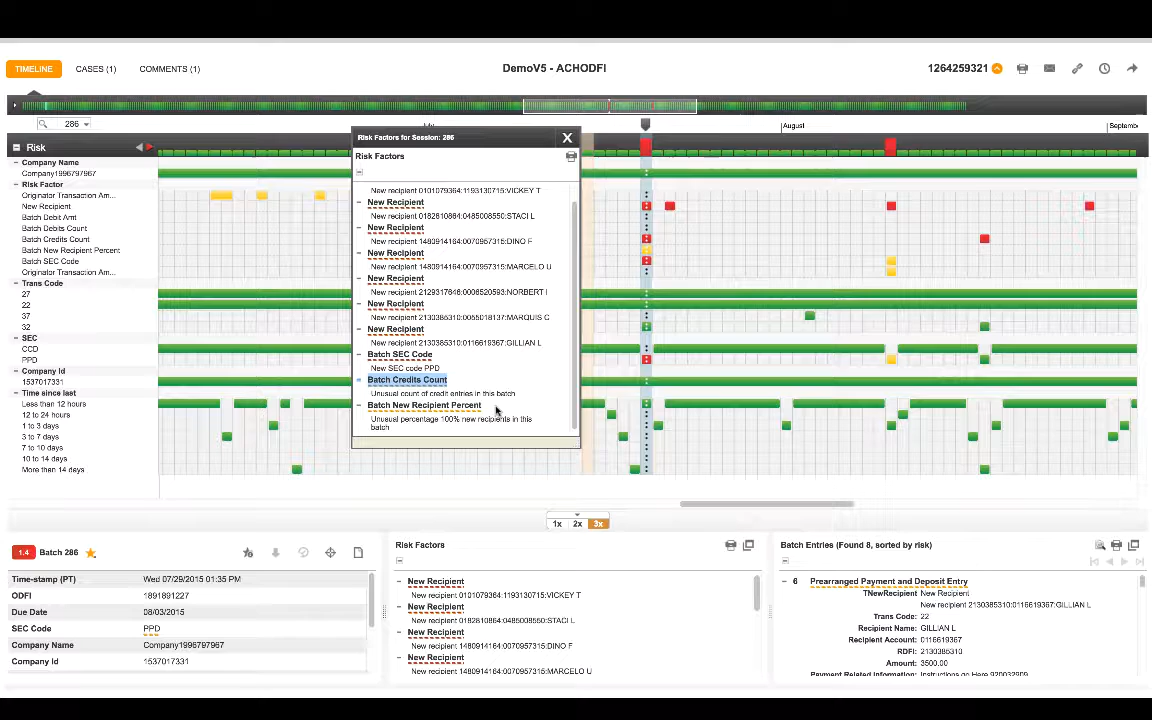 TIMELINE CASES (1) COMMENTS (1) DemoV5 - ACHODFI 1264259321
286
August
Septemb
Risk
Company Name
Company1996797967
Risk Factor
Originator Transaction Am...
New Recipient
Batch Debit Amt
Batch Debits Count
Batch Credits Count
Batch New Recipient Percent
Batch SEC Code
Originator Transaction Am...
Trans Code
27
22
37
32
SEC
CCD
PPD
Company Id
1537017331
Time since last
Less than 12 hours
12 to 24 hours
1 to 3 days
3 to 7 days
7 to 10 days
10 to 14 days
More than 14 days
Risk Factors for Session: 286 X
Risk Factors
New recipient 0101079364:1193130715:VICKEY T
New Recipient
New recipient 0182810864:0485008550:STACI L
New Recipient
New recipient 1480914164:0070957315:DINO F
New Recipient
New recipient 1480914164:0070957315:MARCELO U
New Recipient
New recipient 2129317646:0006520593:NORBERT I
New Recipient
New recipient 2130385310:0055018137:MARQUIS C
New Recipient
New recipient 2130385310:0116619367:GILLIAN L
Batch SEC Code
New SEC code PPD
Batch Credits Count
Unusual count of credit entries in this batch
Batch New Recipient Percent
Unusual percentage 100% new recipients in this
batch
1x 2x 3x
1.4 Batch 286
Time-stamp (PT) Wed 07/29/2015 01:35 PM
ODFI 1891891227
Due Date 08/03/2015
SEC Code PPD
Company Name Company1996797967
Company Id 1537017331
Risk Factors
New Recipient
New recipient 0101079364:1193130715:VICKEY T
New Recipient
New recipient 0182810864:0485008550:STACI L
New Recipient
New recipient 1480914164:0070957315:DINO F
New Recipient
New recipient 1480914164:0070957315:MARCELO U
Batch Entries (Found 8, sorted by risk)
6 Prearranged Payment and Deposit Entry
TNewRecipient New Recipient
New recipient 2130385310:0116619367:GILLIAN L
Trans Code: 22
Recipient Name: GILLIAN L
Recipient Account: 0116619367
RDFI: 2130385310
Amount: 3500.00
Payment Related Information: Instructions go Here 920032909